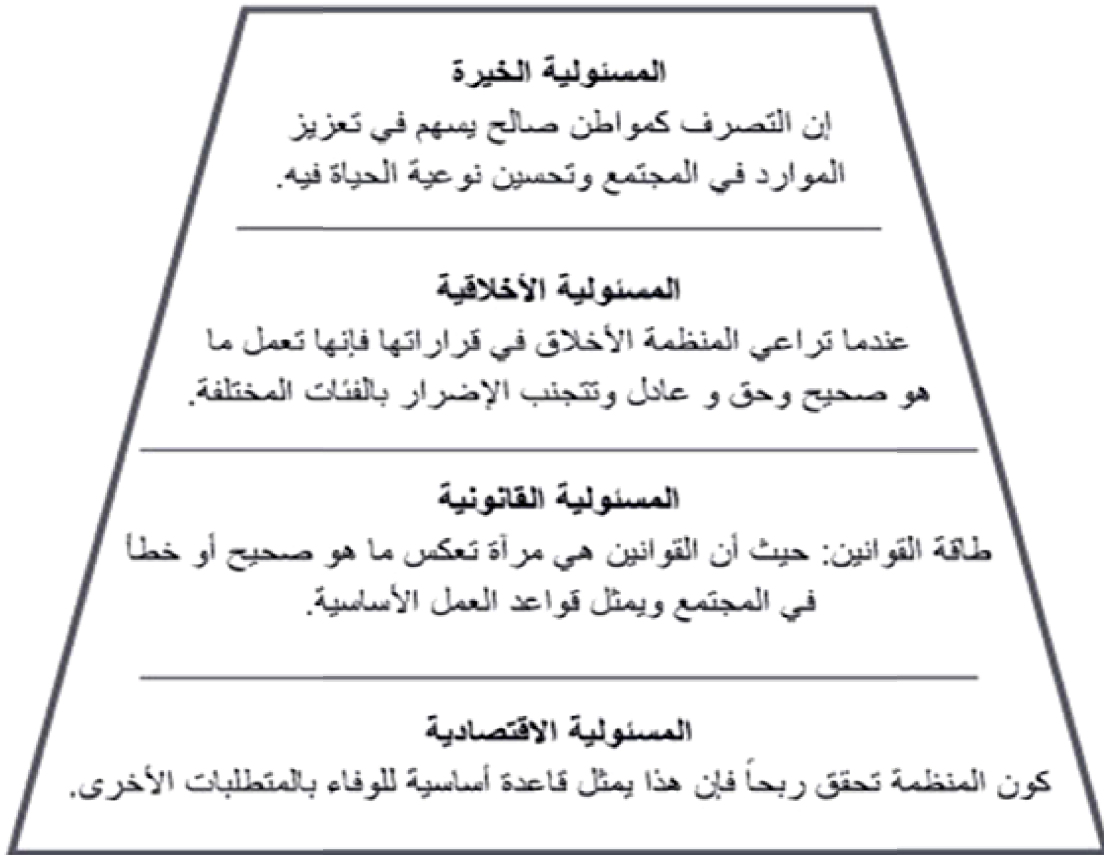 المسئولية الخيرة
إن التصرف كمواطن صالح يسهم في تعزيز
الموارد في المجتمع وتحسين نوعية الحياة فيه.
المسئولية الأخلاقية
عندما تراعي المنظمة الأخلاق في قراراتها فإنها تعمل ما
هو صحيح وحق و عادل وتتجنب الإضرار بالفئات المختلفة.
المسئولية القانونية
طاقة القوانين: حيث أن القوانين هي مرآة تعكس ما هو صحيح أو خطأ
في المجتمع ويمثل قواعد العمل الأساسية.
المسئولية الاقتصادية
كون المنظمة تحقق ربحاً فإن هذا يمثل قاعدة أساسية للوفاء بالمتطلبات الأخرى.